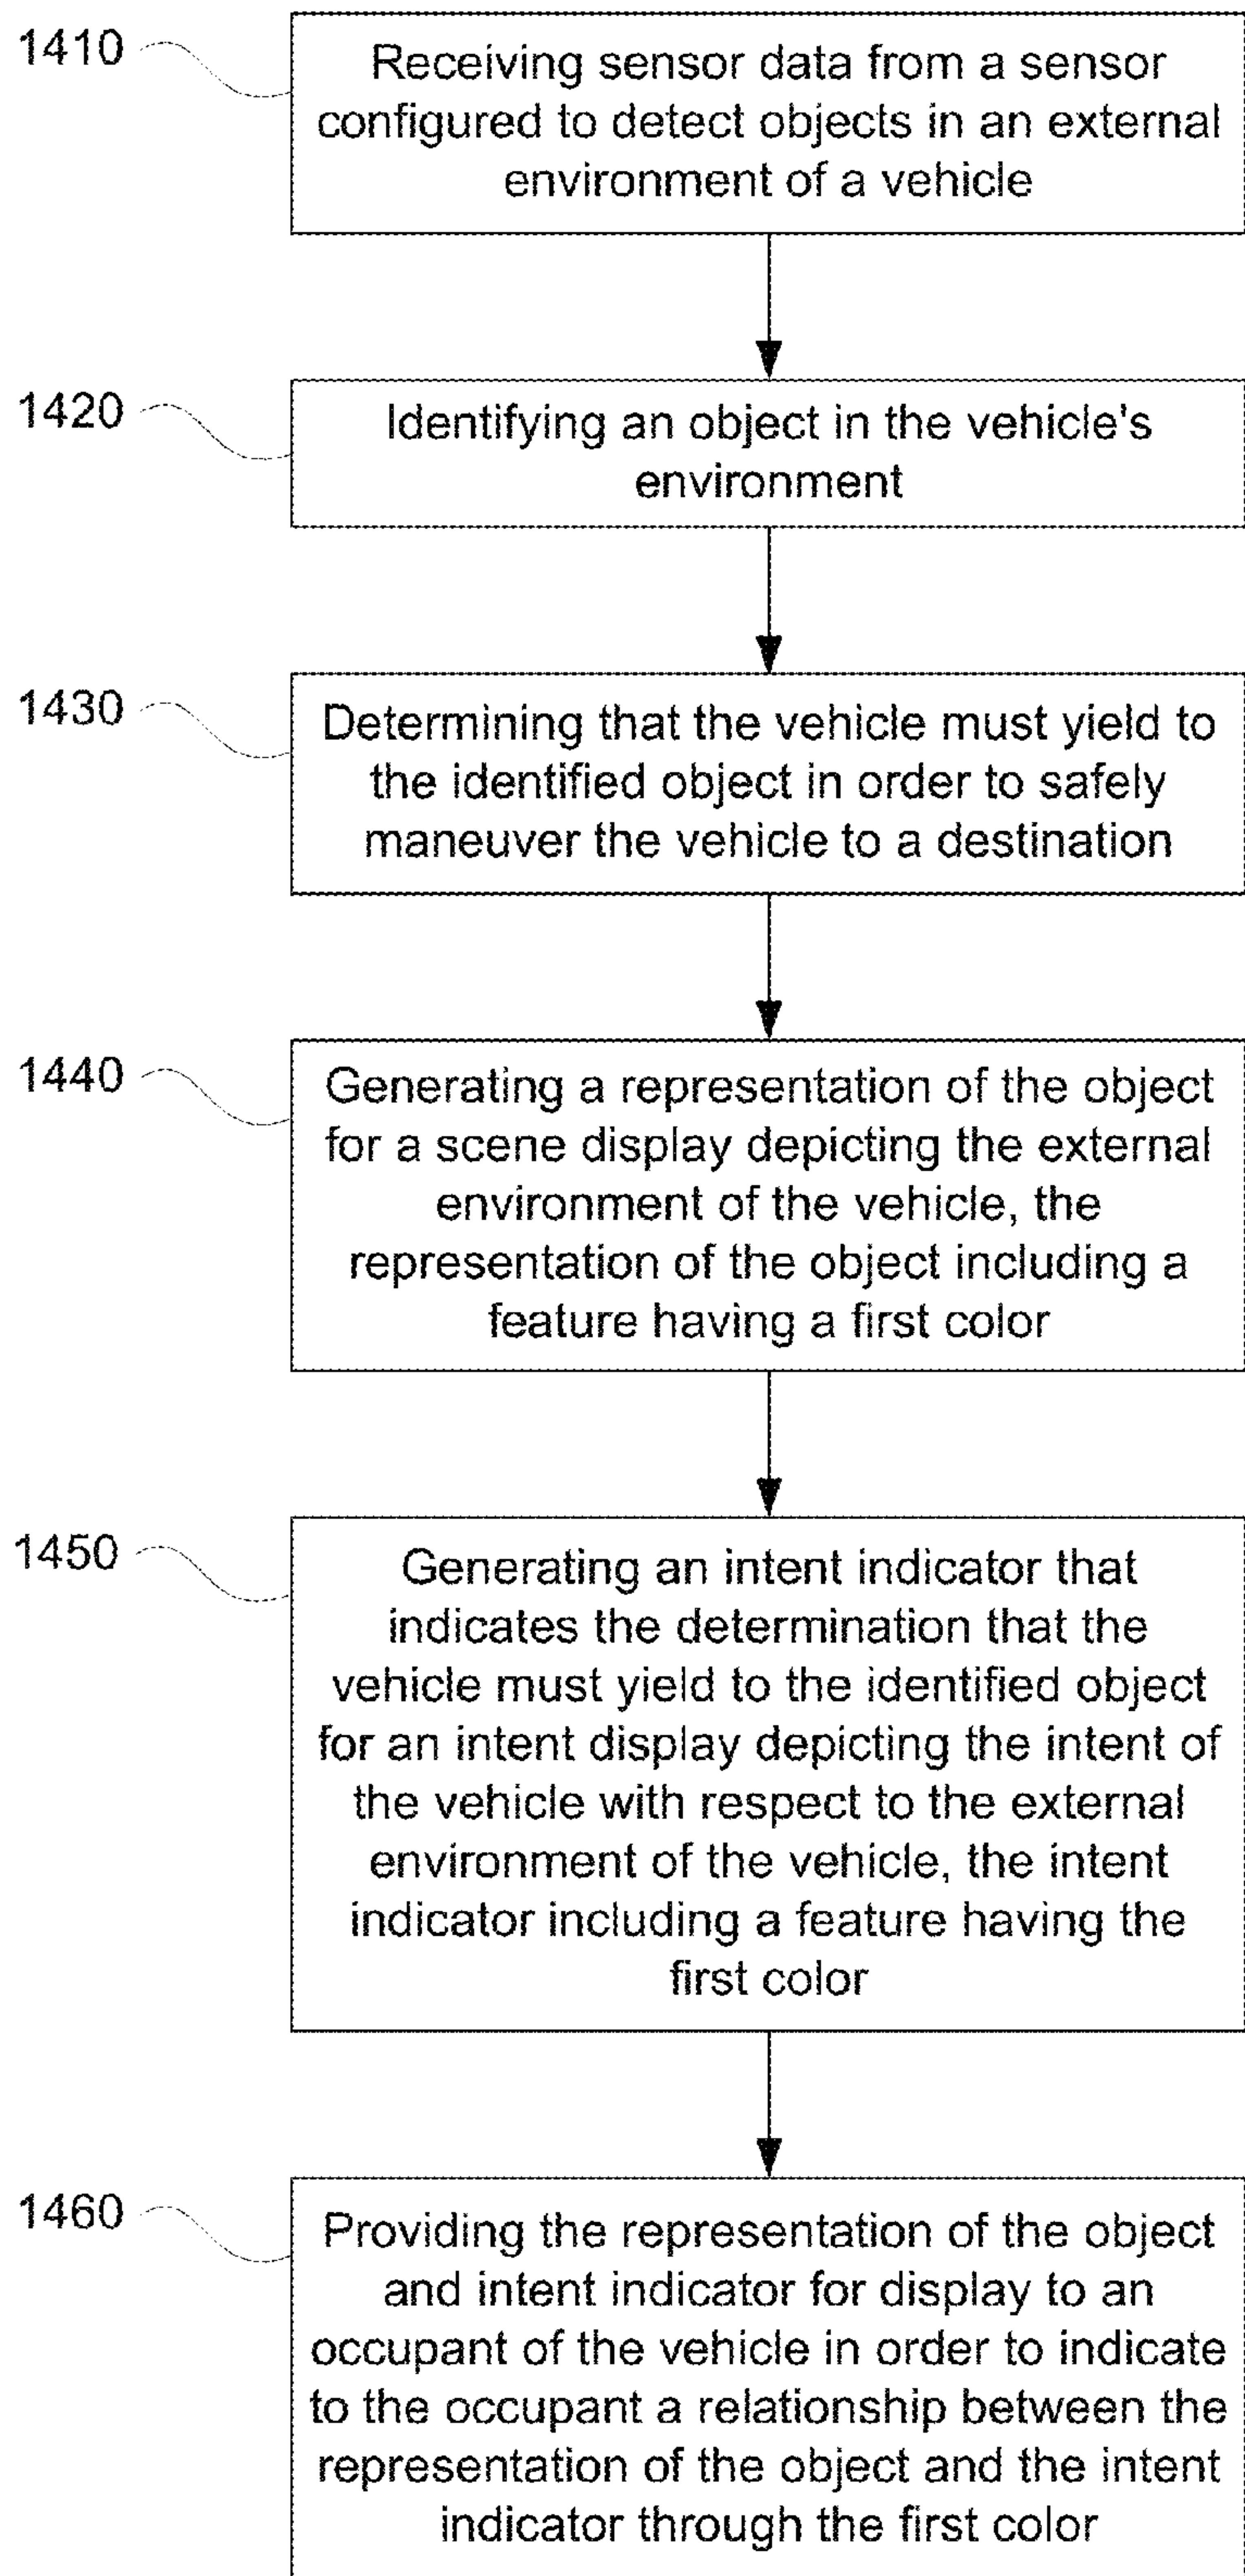 1410
Receiving sensor data from a sensor
configured to detect objects in an external
environment of a vehicle
1420
Identifying an object in the vehicle's
environment
1430
Determining that the vehicle must yield to
the identified object in order to safely
maneuver the vehicle to a destination
1440
Generating a representation of the object
for a scene display depicting the external
environment of the vehicle, the
representation of the object including a
feature having a first color
1450
Generating an intent indicator that
indicates the determination that the
vehicle must yield to the identified object
for an intent display depicting the intent of
the vehicle with respect to the external
environment of the vehicle, the intent
indicator including a feature having the
first color
1460
Providing the representation of the object
and intent indicator for display to an
occupant of the vehicle in order to indicate
to the occupant a relationship between the
representation of the object and the intent
indicator through the first color